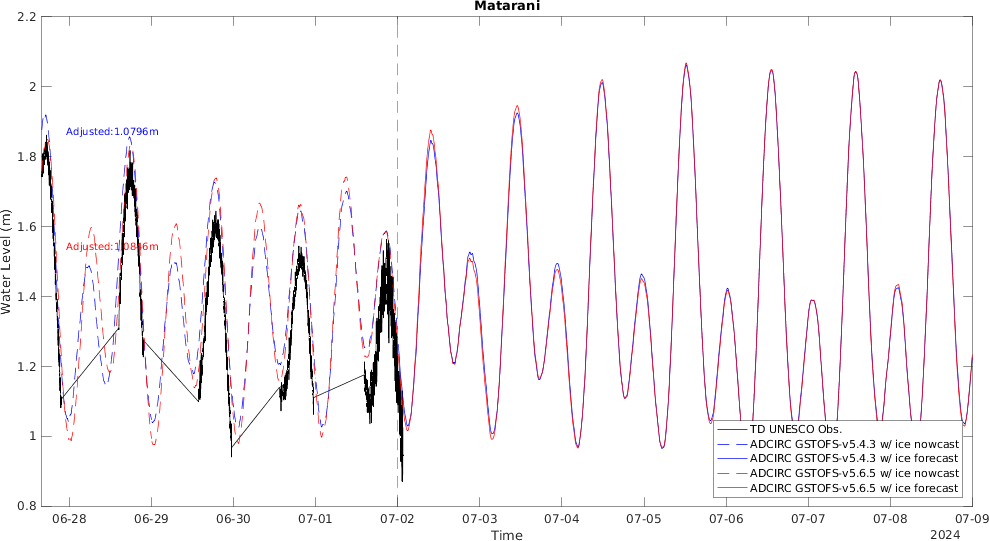 Matarani
2.2
2
1.8
1.6
1.4
1.2
1
0.8
Water Level (m)
Adjusted:1.0796m
Adjusted:1.0846m
TD UNESCO Obs.
ADCIRC GSTOFS-v5.4.3 w/ ice nowcast
ADCIRC GSTOFS-v5.4.3 w/ ice forecast
ADCIRC GSTOFS-v5.6.5 w/ ice nowcast
ADCIRC GSTOFS-v5.6.5 w/ ice forecast
06-28 06-29 06-30 07-01 07-02 07-03 07-04 07-05 07-06 07-07 07-08 07-09
Time
2024